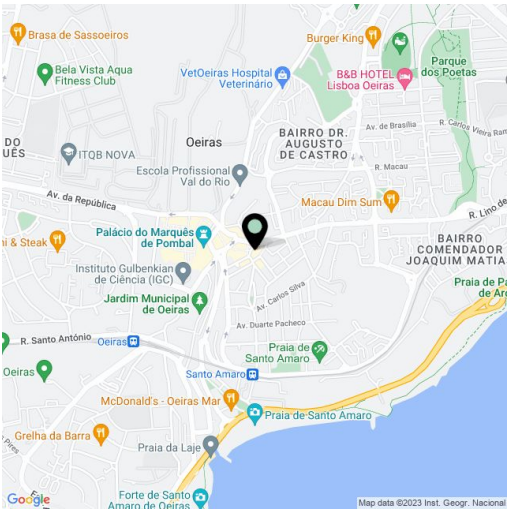 Brasa de Sassoeiros
Burger King
Bela Vista Aqua
Fitness Club
VetOeiras Hospital
Veterinário
B&B HOTEL
Lisboa Oeiras
Parque
dos Poetas
Oeiras
BAIRRO DR.
AUGUSTO
DE CASTRO
Av. de Brasília
R. Carlos Vieira Ram
DO
UÊS
ITQB NOVA
Escola Profissional
Val do Rio
R. Macau
Av. da República
Macau Dim Sum
R. Lino de
Palácio do Marquês
de Pombal
ni & Steak
BAIRRO
COMENDADOR
JOAQUIM MATIA
Instituto Gulbenkian
de Ciência (IGC)
Jardim Municipal
de Oeiras
Av. Carlos Silva
Praia de P
de Arc
Av. Duarte Pacheco
R. Santo António
Oeiras
Praia de
Santo Amaro
Oeiras
Santo Amaro
McDonald's - Oeiras Mar
Praia de Santo Amaro
Grelha da Barra
Praia da Laje
Pires
Forte de Santo
Amaro de Oeiras
Google
Map data ©2023 Inst. Geogr. Nacional